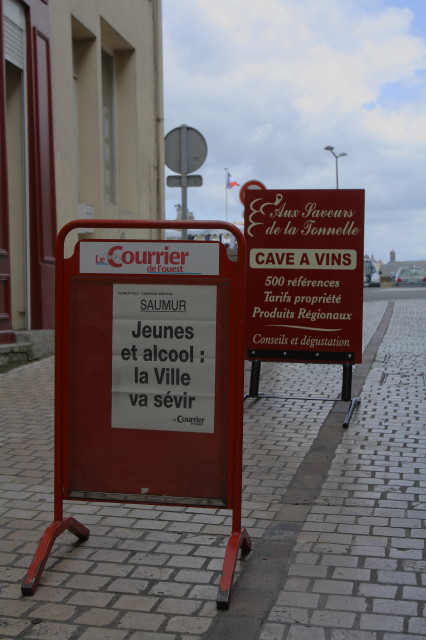 Le Courrier
de l'ouest
SAUMUR
Jeunes
et alcool :
la Ville
va sévir
Le Courrier
Aux Saveurs
de la Tonnelle
CAVE A VINS
500 références
Tarifs propriété
Produits Régionaux
Conseils et dégustation